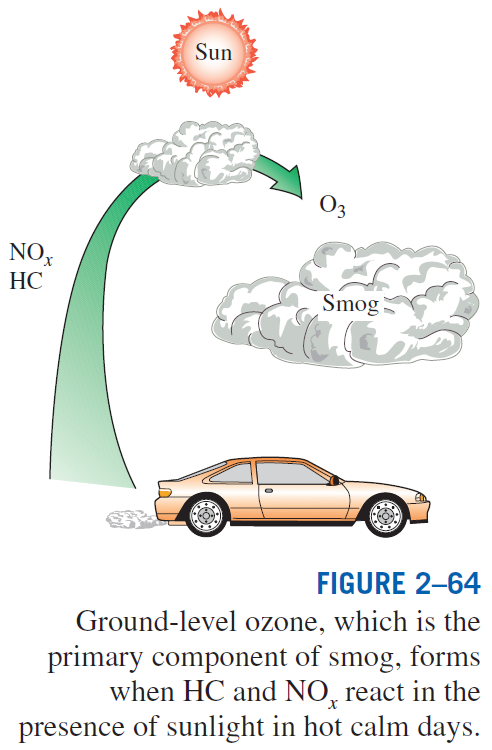 Sun
O₃
NOₓ
HC
Smog
FIGURE 2–64
Ground-level ozone, which is the
primary component of smog, forms
when HC and NOₓ react in the
presence of sunlight in hot calm days.